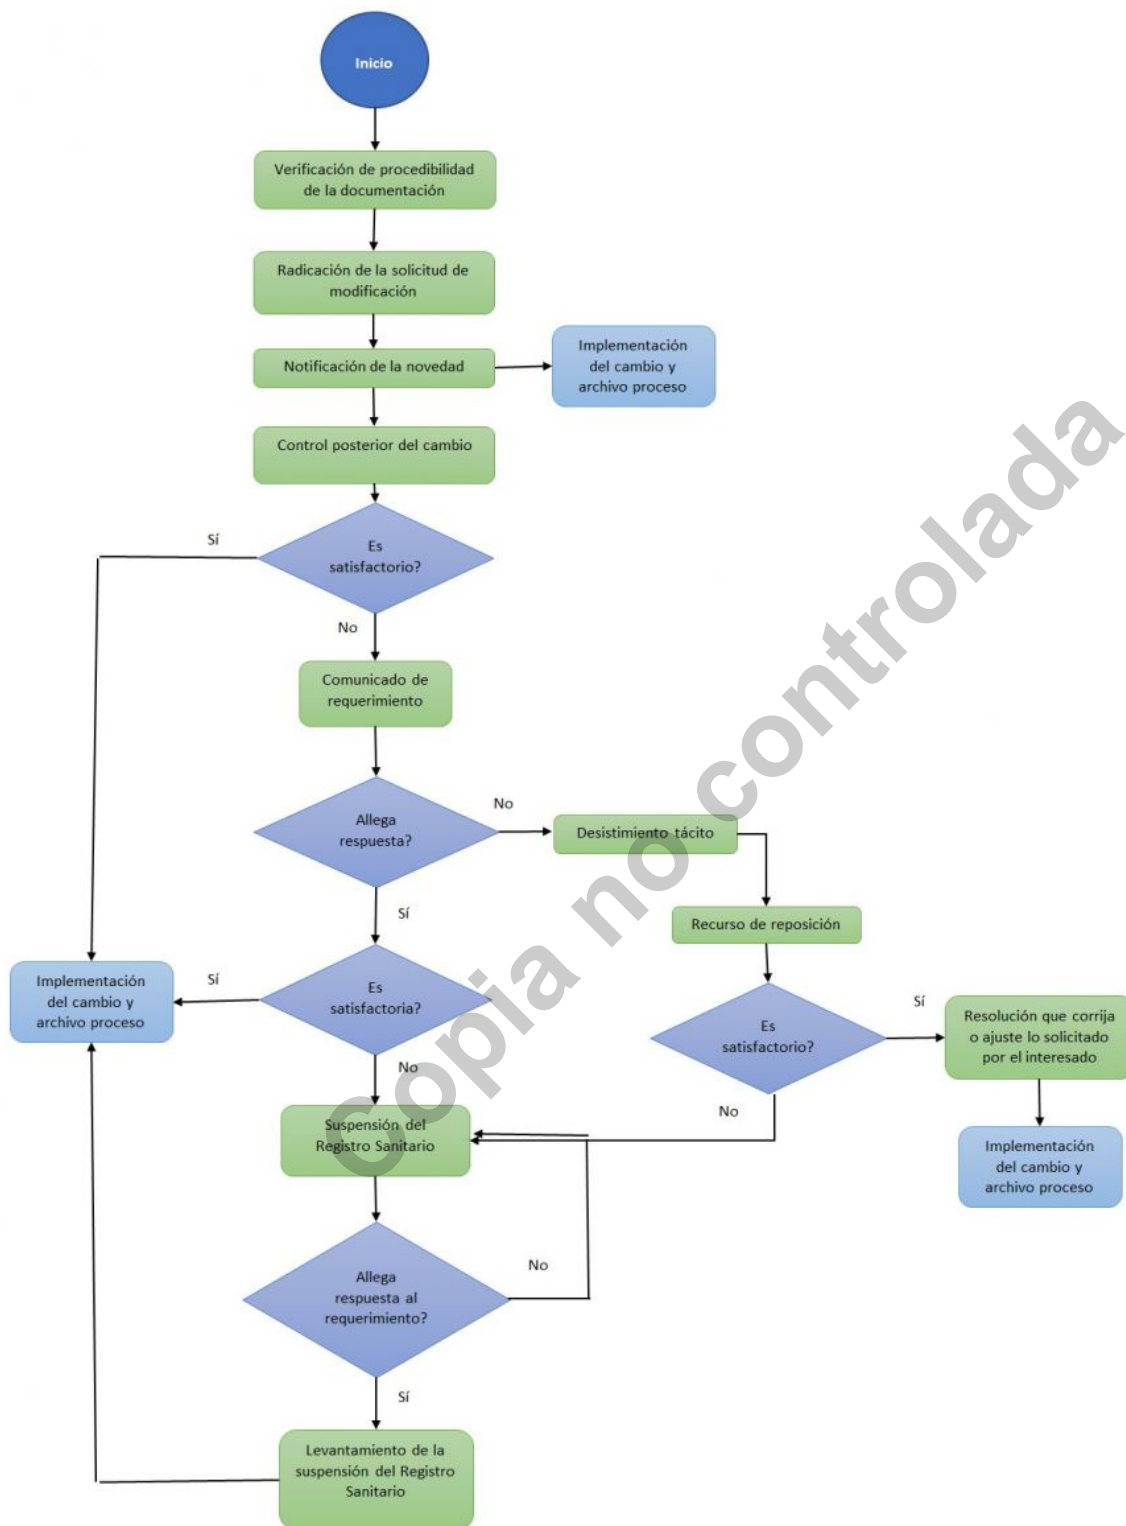 Inicio
Verificación de procedibilidad
de la documentación
Radicación de la solicitud de
modificación
Notificación de la novedad
Implementación
del cambio y
archivo proceso
Control posterior del cambio
Es
satisfactorio?
Sí
No
Comunicado de
requerimiento
Allega
respuesta?
No
Desistimiento tácito
Sí
Recurso de reposición
Es
satisfactoria?
Sí
Implementación
del cambio y
archivo proceso
No
Es
satisfactorio?
Sí
Resolución que corrija
o ajuste lo solicitado
por el interesado
No
Implementación
del cambio y
archivo proceso
Suspensión del
Registro Sanitario
Allega
respuesta al
requerimiento?
No
Sí
Levantamiento de la
suspensión del Registro
Sanitario
Copia no controlada